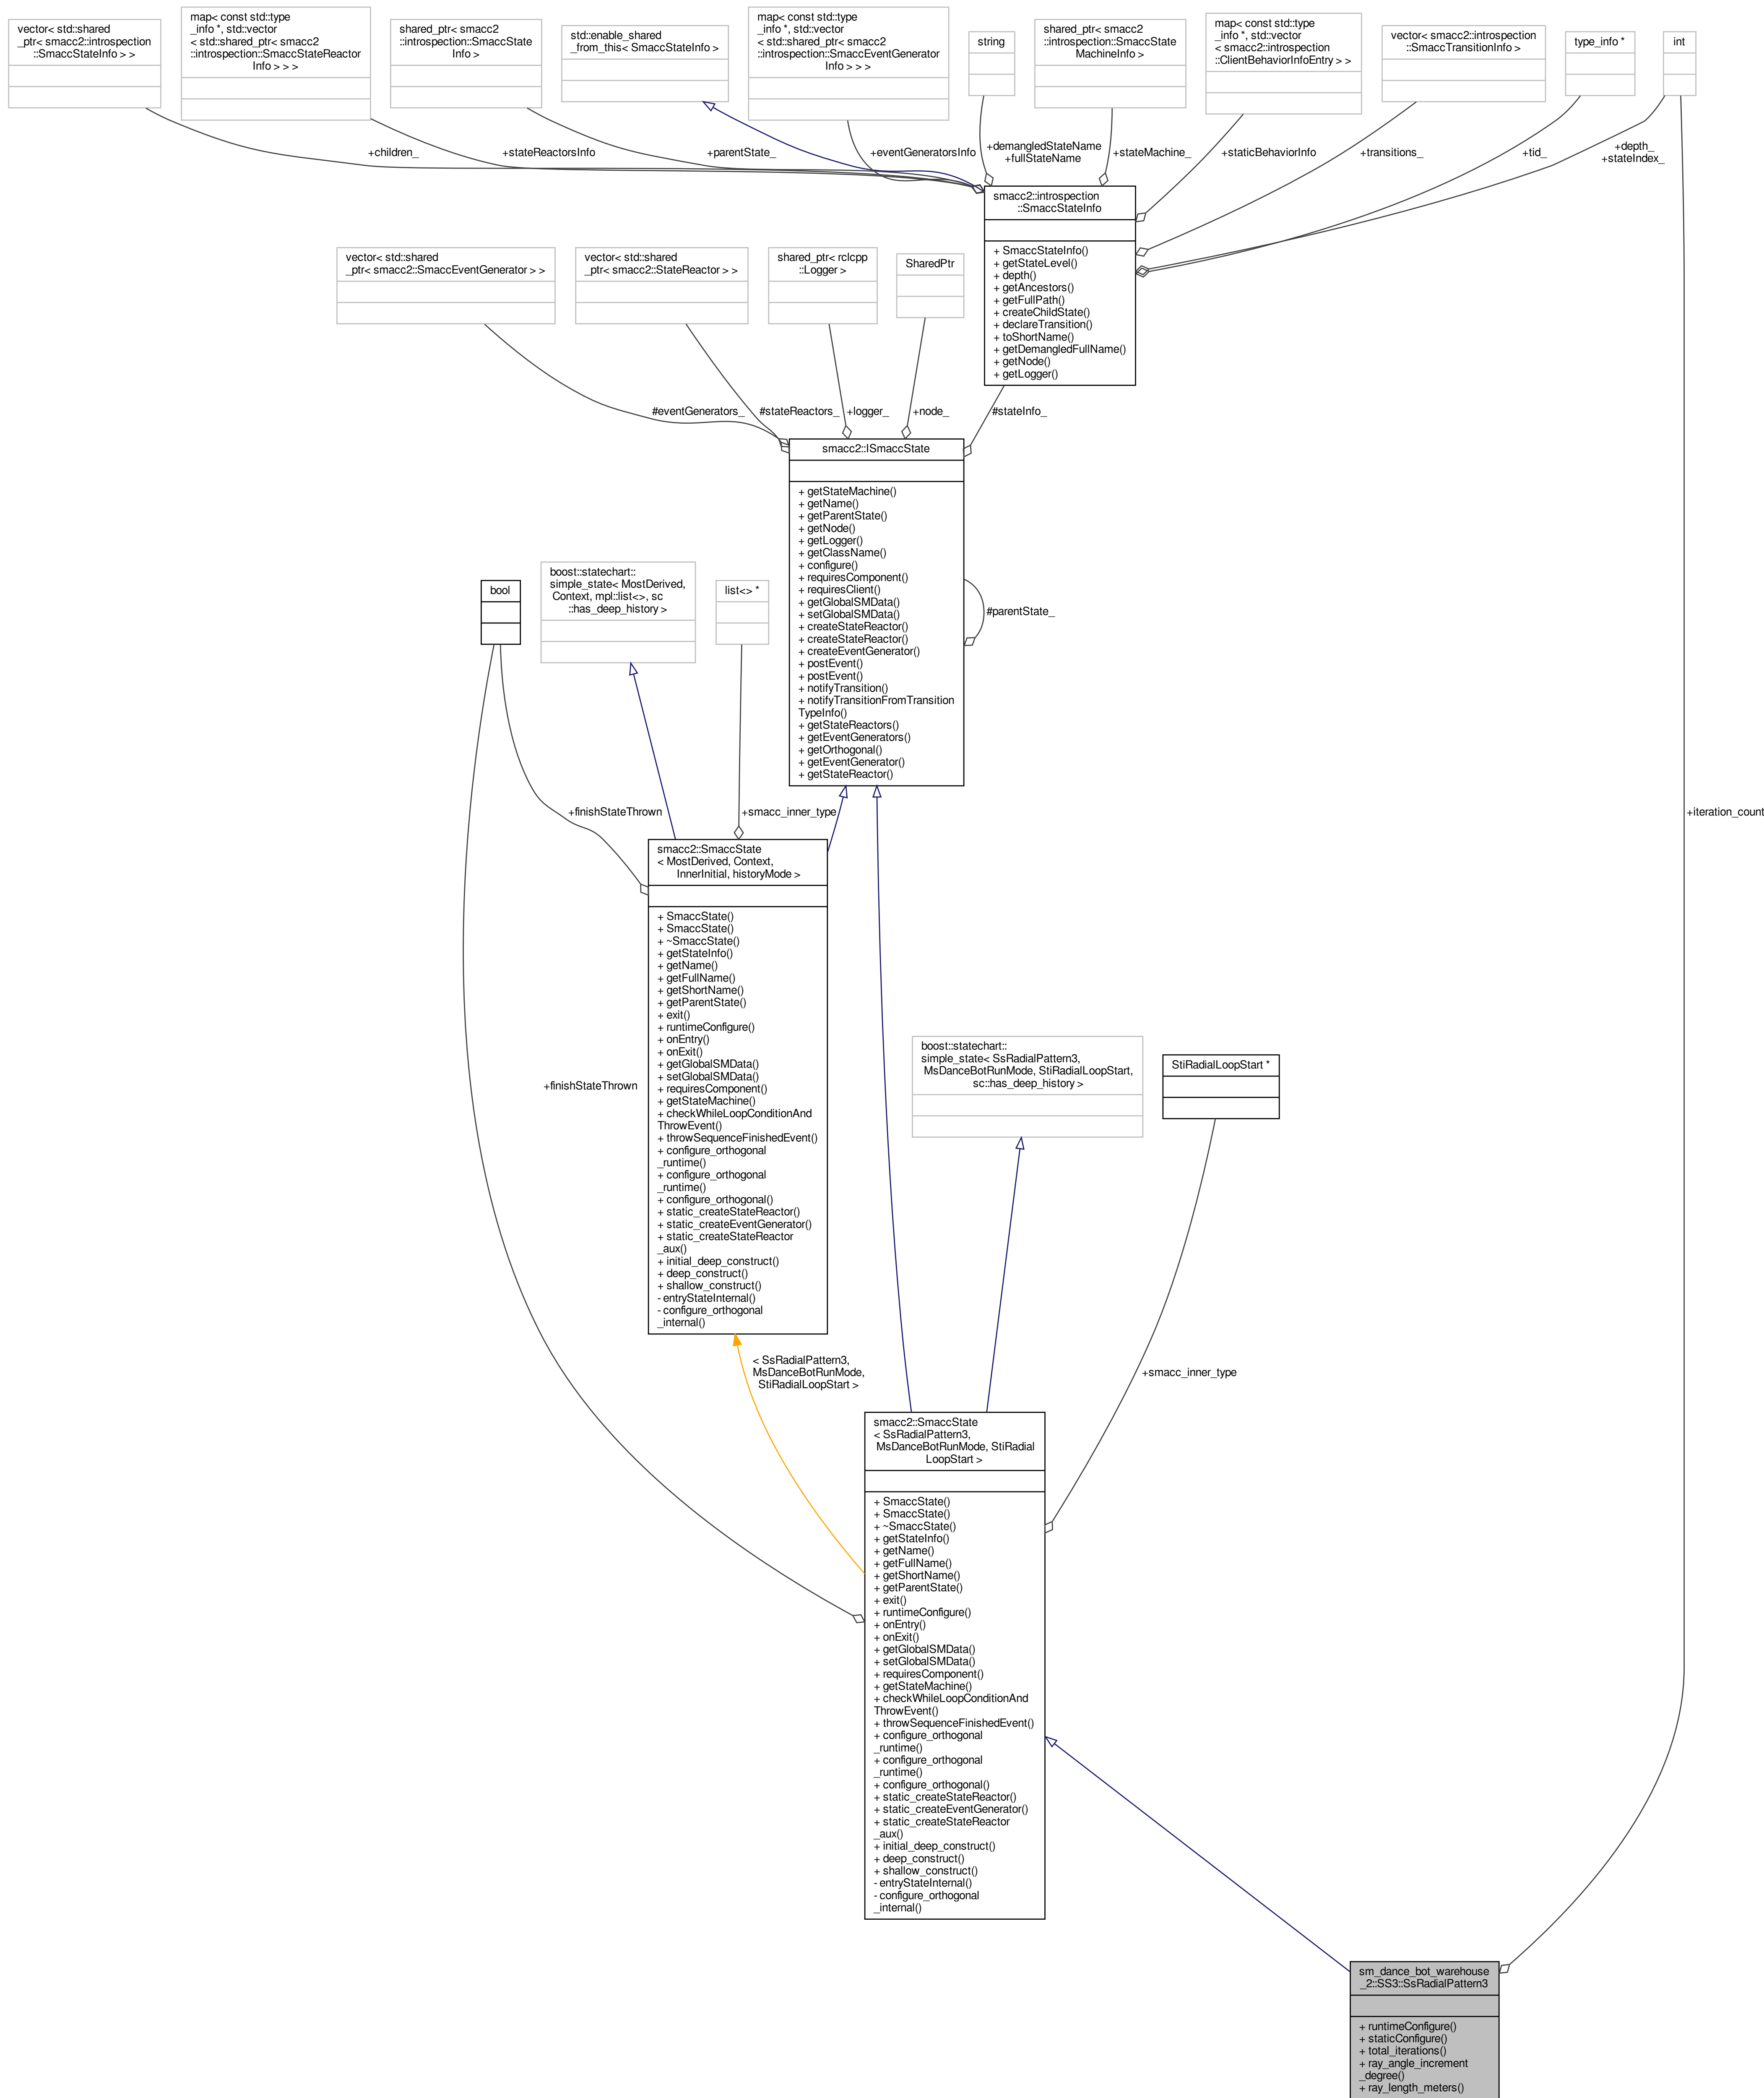 vector< std::shared
_ptr< smacc2::introspection
::SmaccStateInfo > >
map< const std::type
_info *, std::vector
< std::shared_ptr< smacc2
::introspection::SmaccStateReactor
Info > > >
shared_ptr< smacc2
::introspection::SmaccState
Info >
std::enable_shared
_from_this< SmaccStateInfo >
map< const std::type
_info *, std::vector
< std::shared_ptr< smacc2
::introspection::SmaccEventGenerator
Info > > >
string
shared_ptr< smacc2
::introspection::SmaccState
MachineInfo >
map< const std::type
_info *, std::vector
< smacc2::introspection
::ClientBehaviorInfoEntry > >
vector< smacc2::introspection
::SmaccTransitionInfo >
type_info *
int
+children_
+stateReactorsInfo
+parentState_
+eventGeneratorsInfo
+demangledStateName
+fullStateName
+stateMachine_
+staticBehaviorInfo
+transitions_
+tid_
+depth_
+stateIndex_
smacc2::introspection
::SmaccStateInfo
+ SmaccStateInfo()
+ getStateLevel()
+ depth()
+ getAncestors()
+ getFullPath()
+ createChildState()
+ declareTransition()
+ toShortName()
+ getDemangledFullName()
+ getNode()
+ getLogger()
vector< std::shared
_ptr< smacc2::SmaccEventGenerator > >
vector< std::shared
_ptr< smacc2::StateReactor > >
shared_ptr< rclcpp
::Logger >
SharedPtr
#eventGenerators_
#stateReactors_
+logger_
+node_
#stateInfo_
smacc2::ISmaccState
+ getStateMachine()
+ getName()
+ getParentState()
+ getNode()
+ getLogger()
+ getClassName()
+ configure()
+ requiresComponent()
+ requiresClient()
+ getGlobalSMData()
+ setGlobalSMData()
+ createStateReactor()
+ createStateReactor()
+ createEventGenerator()
+ postEvent()
+ postEvent()
+ notifyTransition()
+ notifyTransitionFromTransition
TypeInfo()
+ getStateReactors()
+ getEventGenerators()
+ getOrthogonal()
+ getEventGenerator()
+ getStateReactor()
#parentState_
bool
boost::statechart::
simple_state< MostDerived,
Context, mpl::list<>, sc
::has_deep_history >
list<> *
+finishStateThrown
+smacc_inner_type
+iteration_count
smacc2::SmaccState
< MostDerived, Context,
InnerInitial, historyMode >
+ SmaccState()
+ SmaccState()
+ ~SmaccState()
+ getStateInfo()
+ getName()
+ getFullName()
+ getShortName()
+ getParentState()
+ exit()
+ runtimeConfigure()
+ onEntry()
+ onExit()
+ getGlobalSMData()
+ setGlobalSMData()
+ requiresComponent()
+ getStateMachine()
+ checkWhileLoopConditionAnd
ThrowEvent()
+ throwSequenceFinishedEvent()
+ configure_orthogonal
_runtime()
+ configure_orthogonal
_runtime()
+ configure_orthogonal()
+ static_createStateReactor()
+ static_createEventGenerator()
+ static_createStateReactor
_aux()
+ initial_deep_construct()
+ deep_construct()
+ shallow_construct()
- entryStateInternal()
- configure_orthogonal
_internal()
+finishStateThrown
boost::statechart::
simple_state< SsRadialPattern3,
MsDanceBotRunMode, StiRadialLoopStart,
sc::has_deep_history >
StiRadialLoopStart *
< SsRadialPattern3,
MsDanceBotRunMode,
StiRadialLoopStart >
+smacc_inner_type
smacc2::SmaccState
< SsRadialPattern3,
MsDanceBotRunMode, StiRadial
LoopStart >
+ SmaccState()
+ SmaccState()
+ ~SmaccState()
+ getStateInfo()
+ getName()
+ getFullName()
+ getShortName()
+ getParentState()
+ exit()
+ runtimeConfigure()
+ onEntry()
+ onExit()
+ getGlobalSMData()
+ setGlobalSMData()
+ requiresComponent()
+ getStateMachine()
+ checkWhileLoopConditionAnd
ThrowEvent()
+ throwSequenceFinishedEvent()
+ configure_orthogonal
_runtime()
+ configure_orthogonal
_runtime()
+ configure_orthogonal()
+ static_createStateReactor()
+ static_createEventGenerator()
+ static_createStateReactor
_aux()
+ initial_deep_construct()
+ deep_construct()
+ shallow_construct()
- entryStateInternal()
- configure_orthogonal
_internal()
sm_dance_bot_warehouse
_2::SS3::SsRadialPattern3
+ runtimeConfigure()
+ staticConfigure()
+ total_iterations()
+ ray_angle_increment
_degree()
+ ray_length_meters()